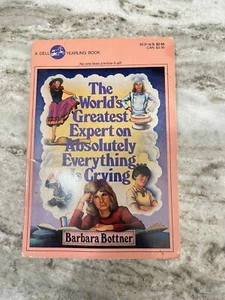 A DELL
YEARLING BOOK
No one likes a know-it-all!
The
World's
Greatest
Expert on
Absolutely
Everything
Is Crying
Barbara Bottner